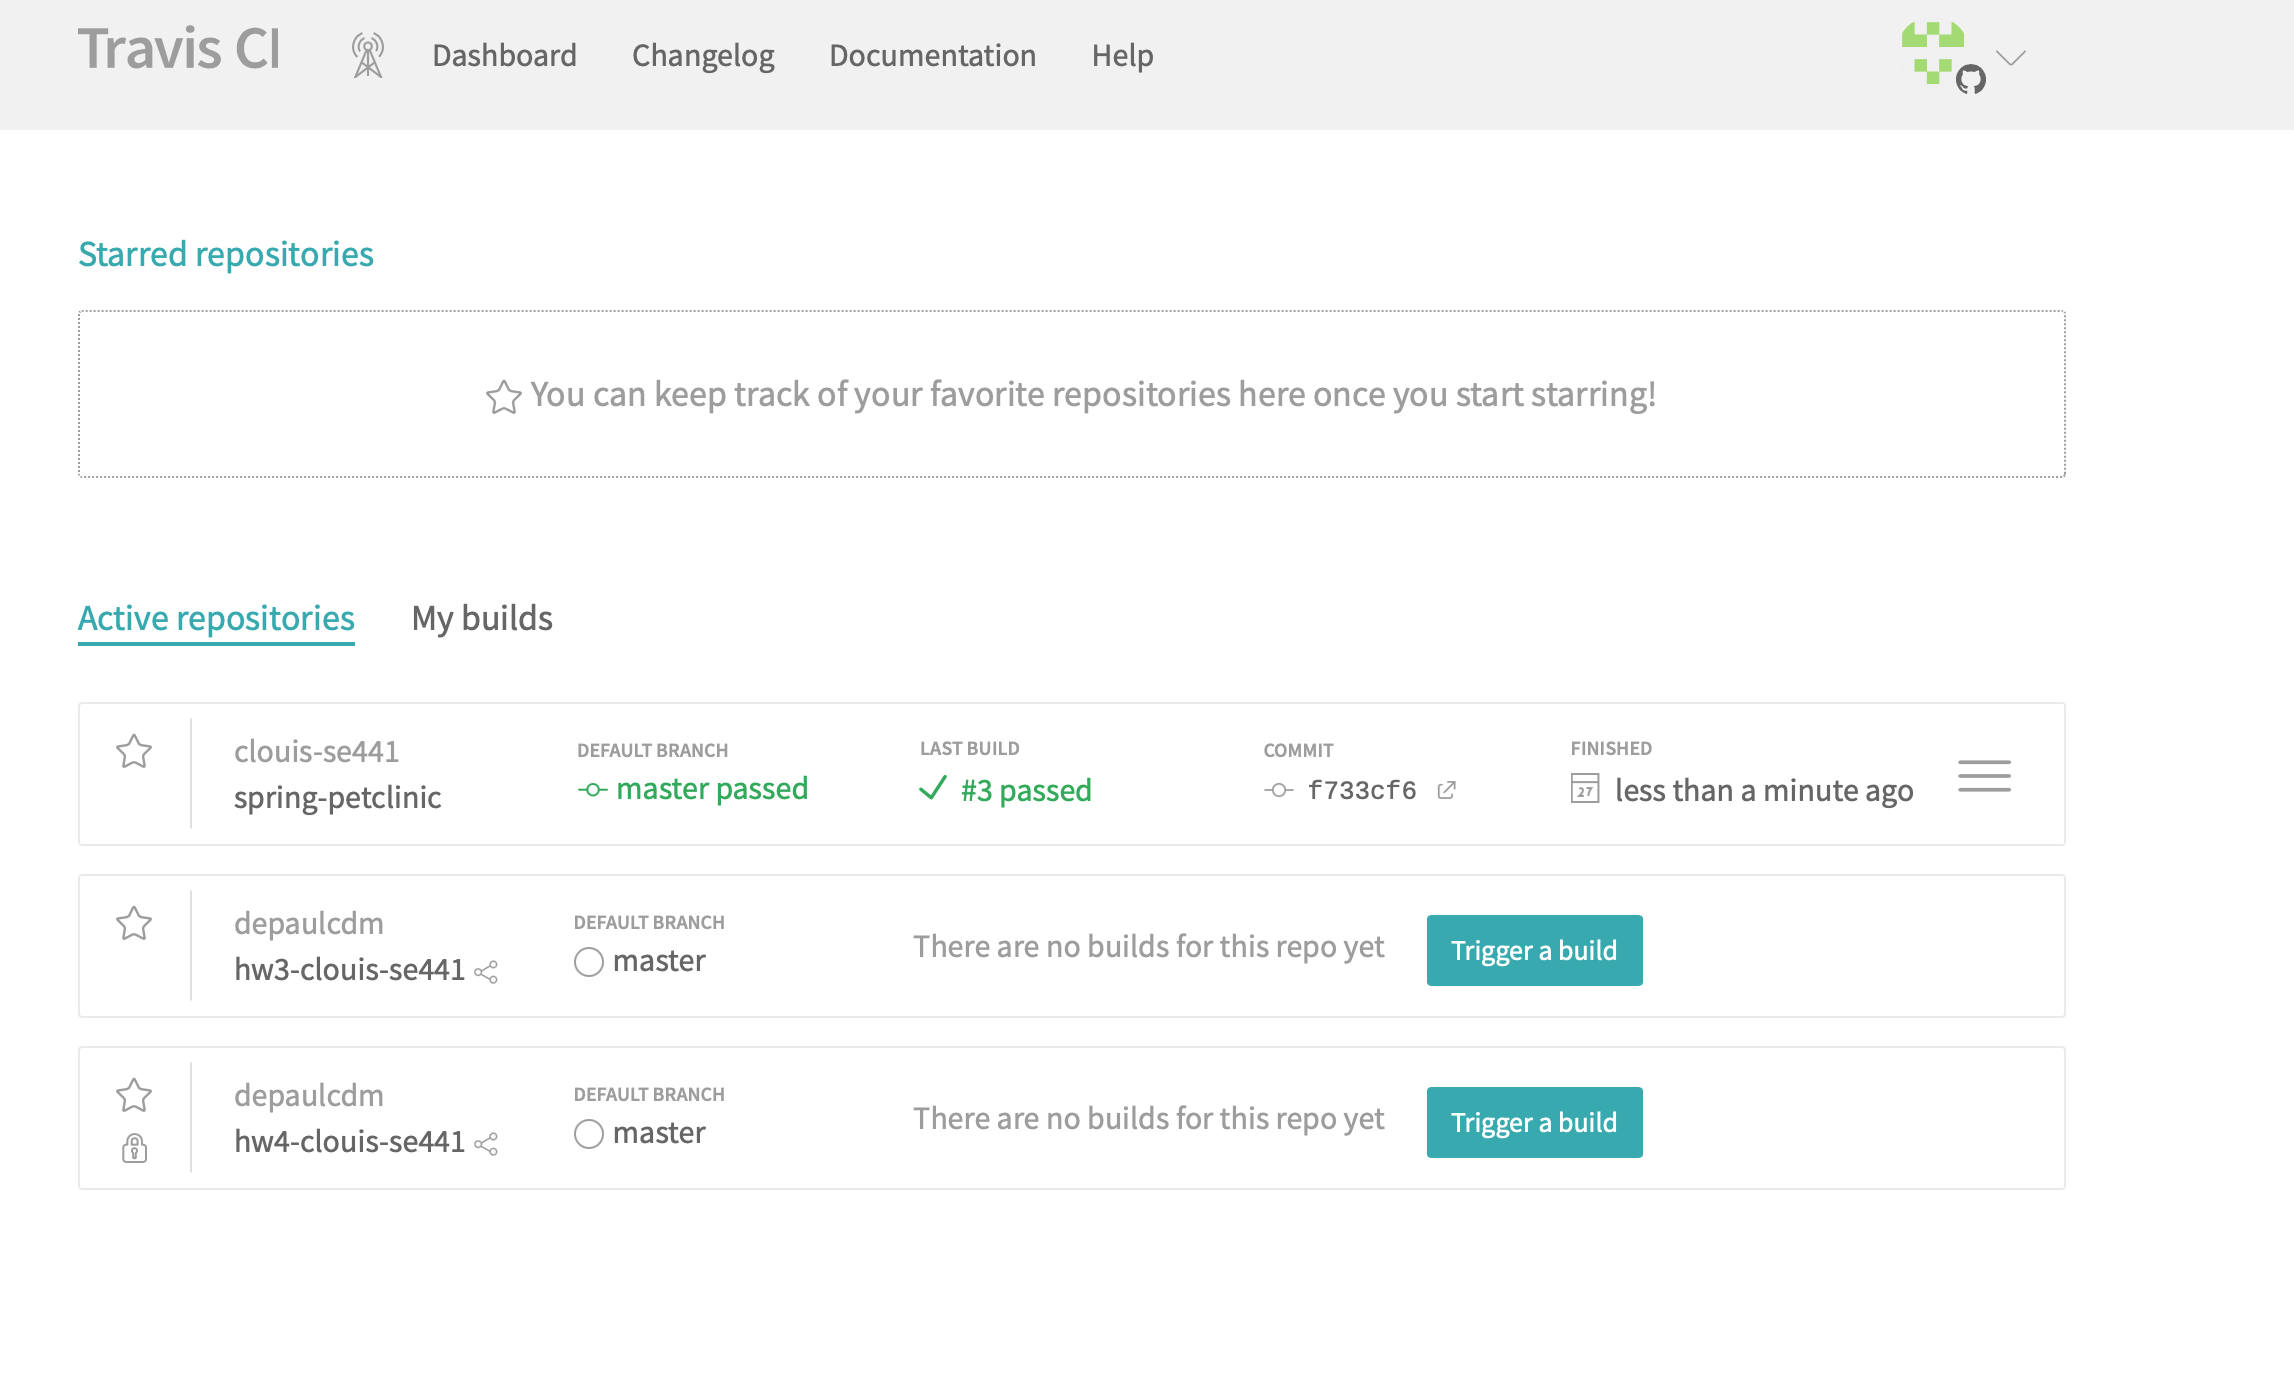 Travis CI
Dashboard Changelog Documentation Help
Starred repositories
You can keep track of your favorite repositories here once you start starring!
Active repositories My builds
clouis-se441
spring-petclinic
DEFAULT BRANCH
master passed
LAST BUILD
#3 passed
COMMIT
f733cf6
FINISHED
27
less than a minute ago
depaulcdm
hw3-clouis-se441
DEFAULT BRANCH
master
There are no builds for this repo yet
Trigger a build
depaulcdm
hw4-clouis-se441
DEFAULT BRANCH
master
There are no builds for this repo yet
Trigger a build